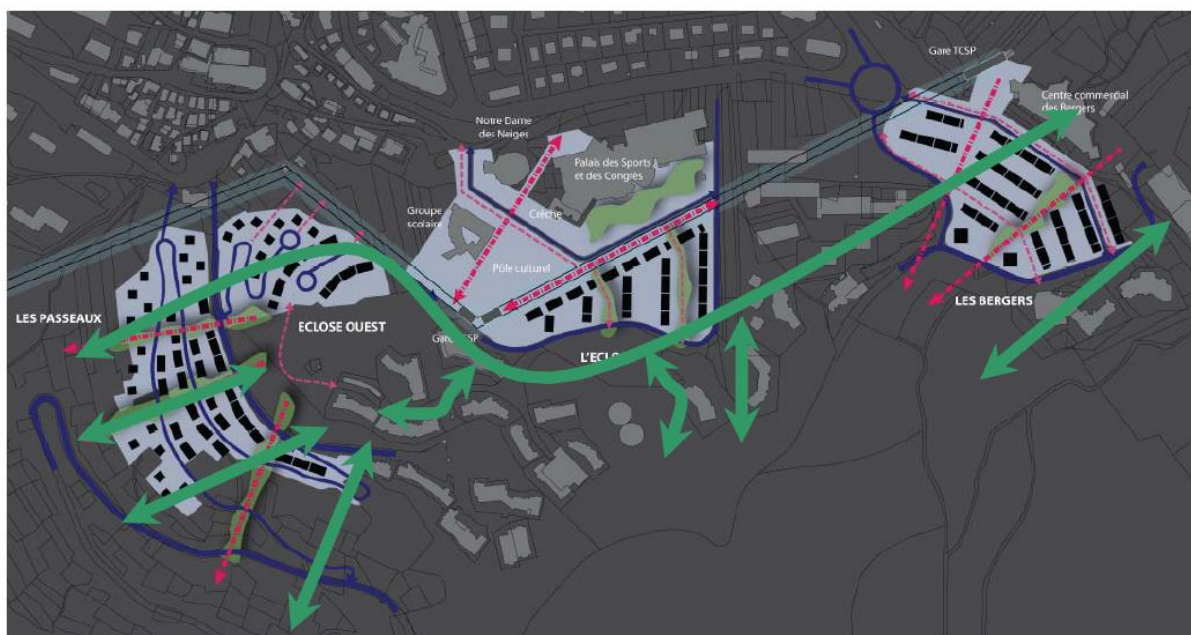 Gare TCSP
Centre commercial
des Bergers
Notre Dame
des Neiges
Palais des Sports
et des Congrès
Groupe
scolaire
Crèche
Pôle culturel
LES PASSEAUX
ECLOSE OUEST
LES BERGERS